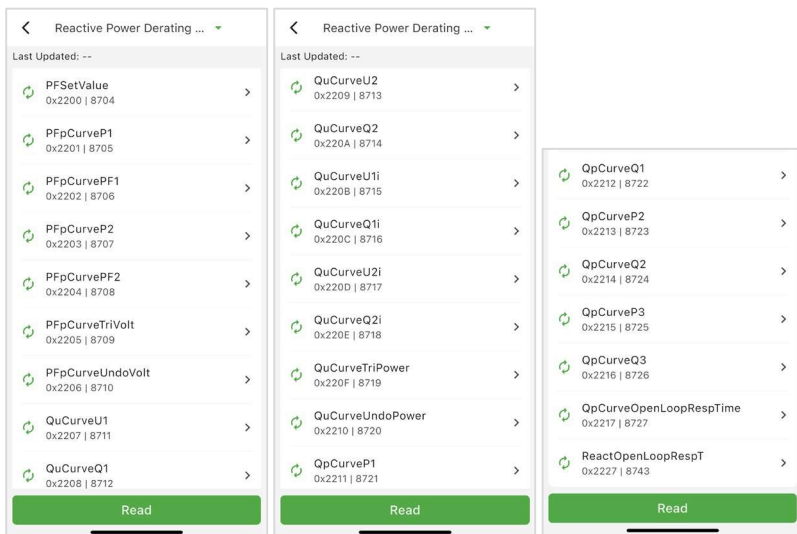 Reactive Power Derating ...
Last Updated: --
PFSetValue
0x2200 | 8704
PFpCurveP1
0x2201 | 8705
PFpCurvePF1
0x2202 | 8706
PFpCurveP2
0x2203 | 8707
PFpCurvePF2
0x2204 | 8708
PFpCurveTriVolt
0x2205 | 8709
PFpCurveUndoVolt
0x2206 | 8710
QuCurveU1
0x2207 | 8711
QuCurveQ1
0x2208 | 8712
Read
Reactive Power Derating ...
Last Updated: --
QuCurveU2
0x2209 | 8713
QuCurveQ2
0x220A | 8714
QuCurveU1i
0x220B | 8715
QuCurveQ1i
0x220C | 8716
QuCurveU2i
0x220D | 8717
QuCurveQ2i
0x220E | 8718
QuCurveTriPower
0x220F | 8719
QuCurveUndoPower
0x2210 | 8720
QpCurveP1
0x2211 | 8721
Read
QpCurveQ1
0x2212 | 8722
QpCurveP2
0x2213 | 8723
QpCurveQ2
0x2214 | 8724
QpCurveP3
0x2215 | 8725
QpCurveQ3
0x2216 | 8726
QpCurveOpenLoopRespTime
0x2217 | 8727
ReactOpenLoopRespT
0x2227 | 8743
Read